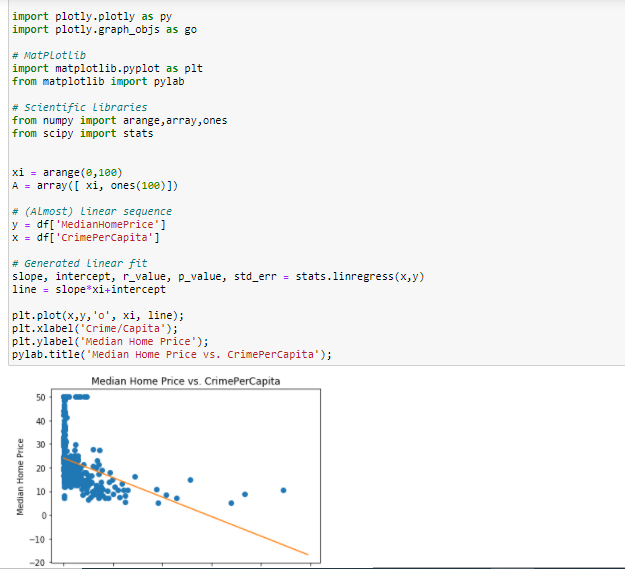 import plotly.plotly as py
import plotly.graph_objs as go
# MatPlotlib
import matplotlib.pyplot as plt
from matplotlib import pylab
# Scientific libraries
from numpy import arange,array,ones
from scipy import stats
xi = arange(0,100)
A = array([ xi, ones(100)])
# (Almost) linear sequence
y = df['MedianHomePrice']
x = df['CrimePerCapita']
# Generated linear fit
slope, intercept, r_value, p_value, std_err = stats.linregress(x,y)
line = slope*xi+intercept
plt.plot(x,y,'o', xi, line);
plt.xlabel('Crime/Capita');
plt.ylabel('Median Home Price');
pylab.title('Median Home Price vs. CrimePerCapita');
Median Home Price vs. CrimePerCapita
Median Home Price
50
40
30
20
10
0
−10
−20